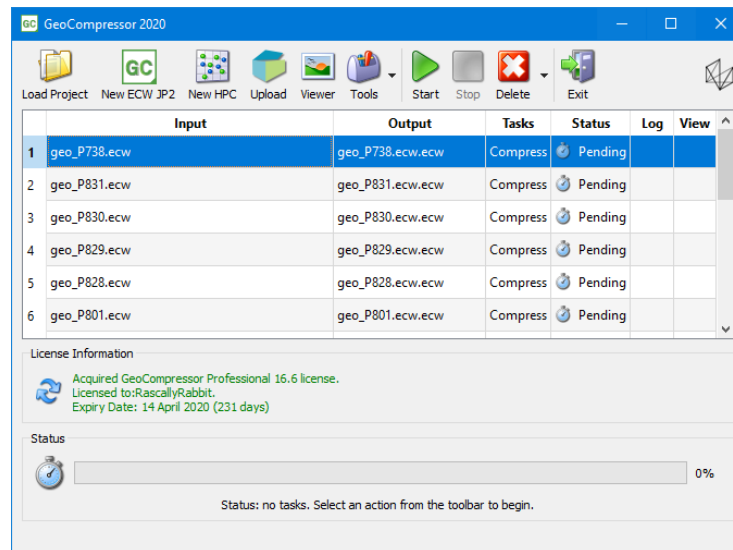 GC GeoCompressor 2020
GC
Load Project New ECW JP2 New HPC Upload Viewer Tools Start Stop Delete Exit
Input Output Tasks Status Log View
1 geo_P738.ecw geo_P738.ecw.ecw Compress Pending
2 geo_P831.ecw geo_P831.ecw.ecw Compress Pending
3 geo_P830.ecw geo_P830.ecw.ecw Compress Pending
4 geo_P829.ecw geo_P829.ecw.ecw Compress Pending
5 geo_P828.ecw geo_P828.ecw.ecw Compress Pending
6 geo_P801.ecw geo_P801.ecw.ecw Compress Pending
License Information
Acquired GeoCompressor Professional 16.6 license.
Licensed to:RascallyRabbit.
Expiry Date: 14 April 2020 (231 days)
Status
0%
Status: no tasks. Select an action from the toolbar to begin.